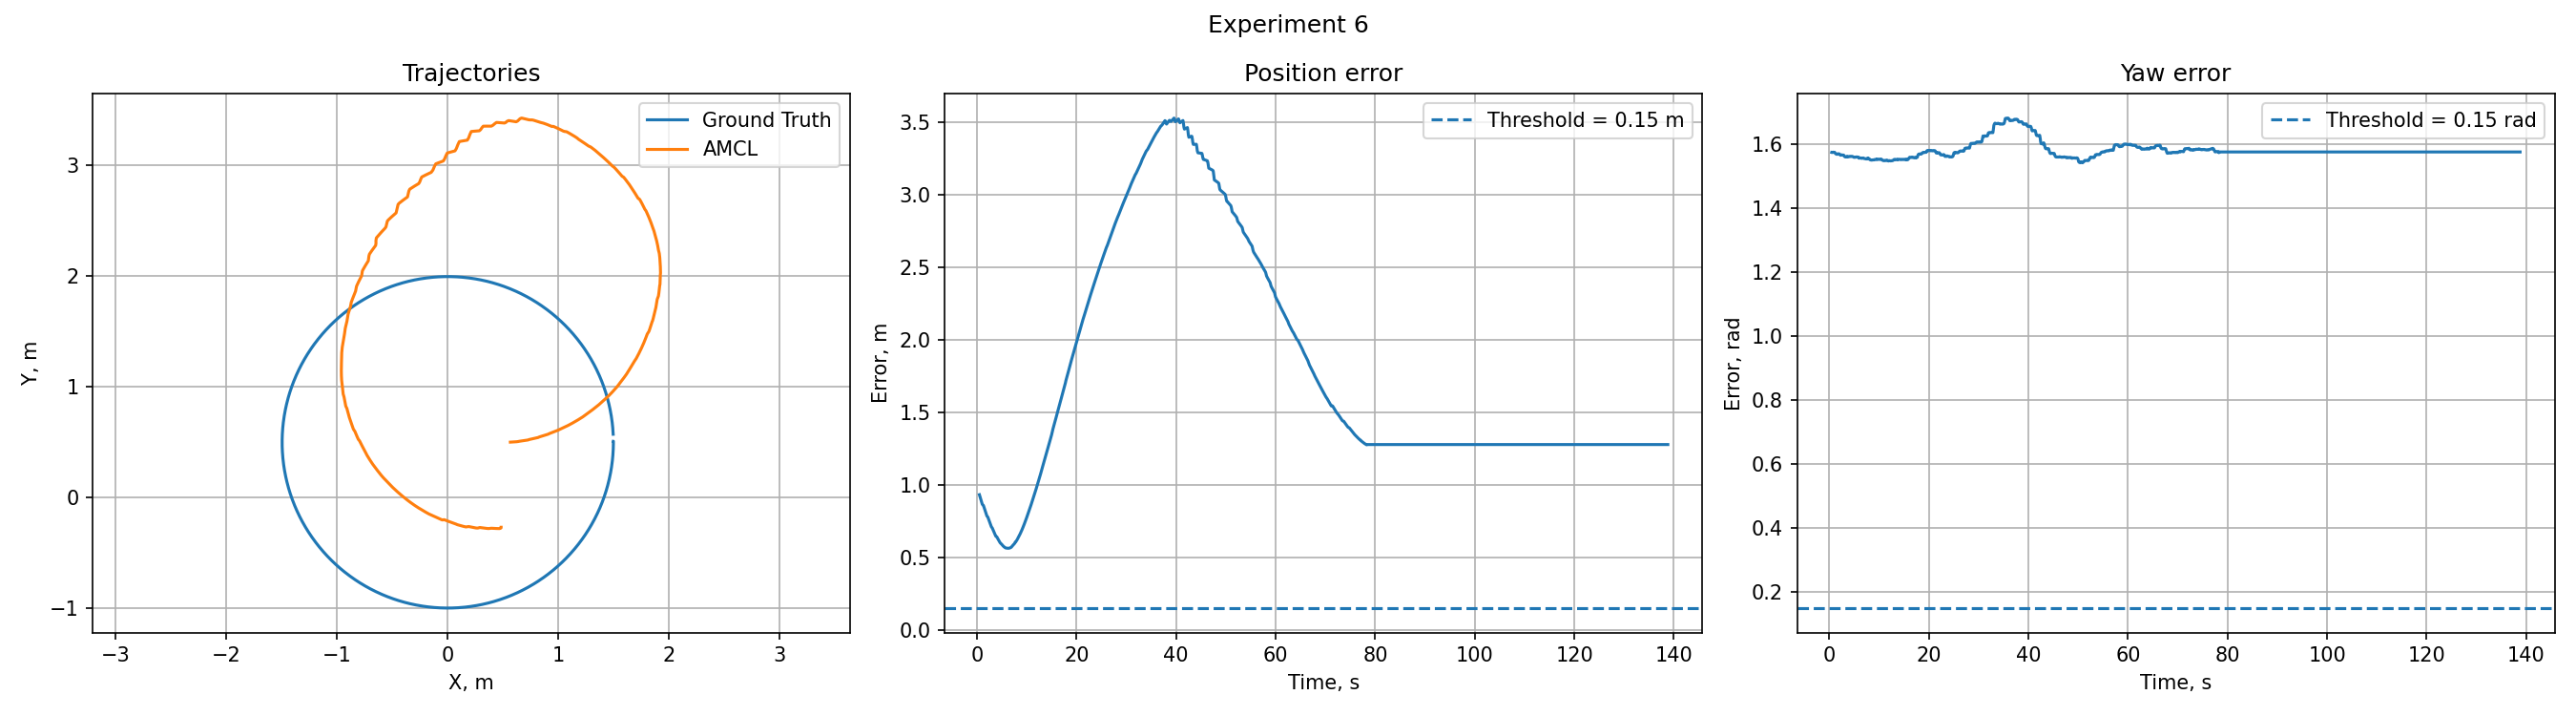 Experiment 6
Trajectories
Ground Truth
AMCL
3
2
1
0
−1
Y, m
−3 −2 −1 0 1 2 3
X, m
Position error
Threshold = 0.15 m
3.5
3.0
2.5
2.0
1.5
1.0
0.5
0.0
Error, m
0 20 40 60 80 100 120 140
Time, s
Yaw error
Threshold = 0.15 rad
1.6
1.4
1.2
1.0
0.8
0.6
0.4
0.2
Error, rad
0 20 40 60 80 100 120 140
Time, s